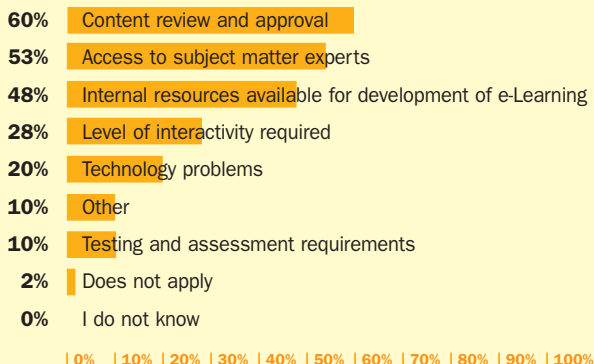 60% Content review and approval
53% Access to subject matter experts
48% Internal resources available for development of e-Learning
28% Level of interactivity required
20% Technology problems
10% Other
10% Testing and assessment requirements
2% Does not apply
0% I do not know
| 0% | 10% | 20% | 30% | 40% | 50% | 60% | 70% | 80% | 90% | 100%